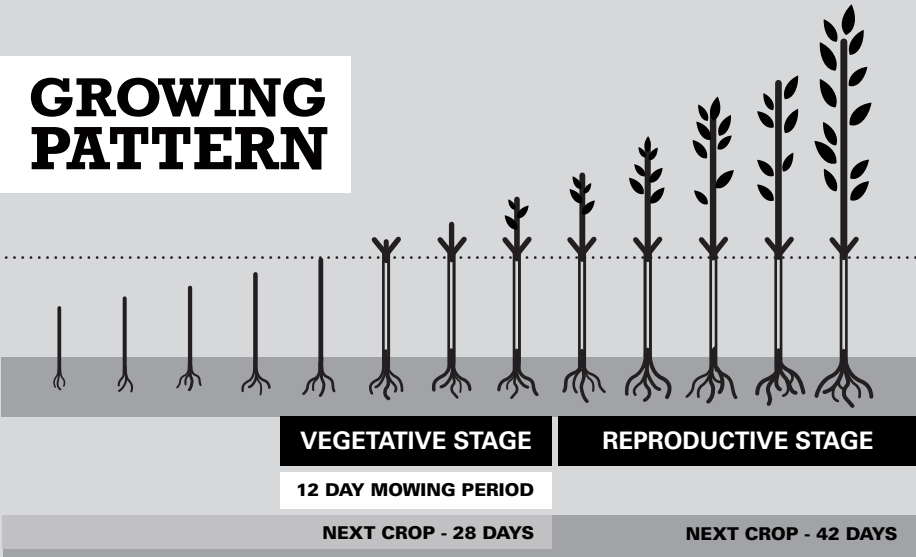 GROWING
PATTERN
VEGETATIVE STAGE
REPRODUCTIVE STAGE
12 DAY MOWING PERIOD
NEXT CROP - 28 DAYS
NEXT CROP - 42 DAYS